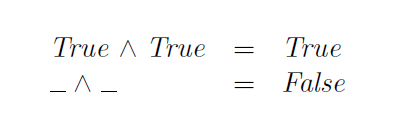 True ∧ True = True
_ ∧ _ = False